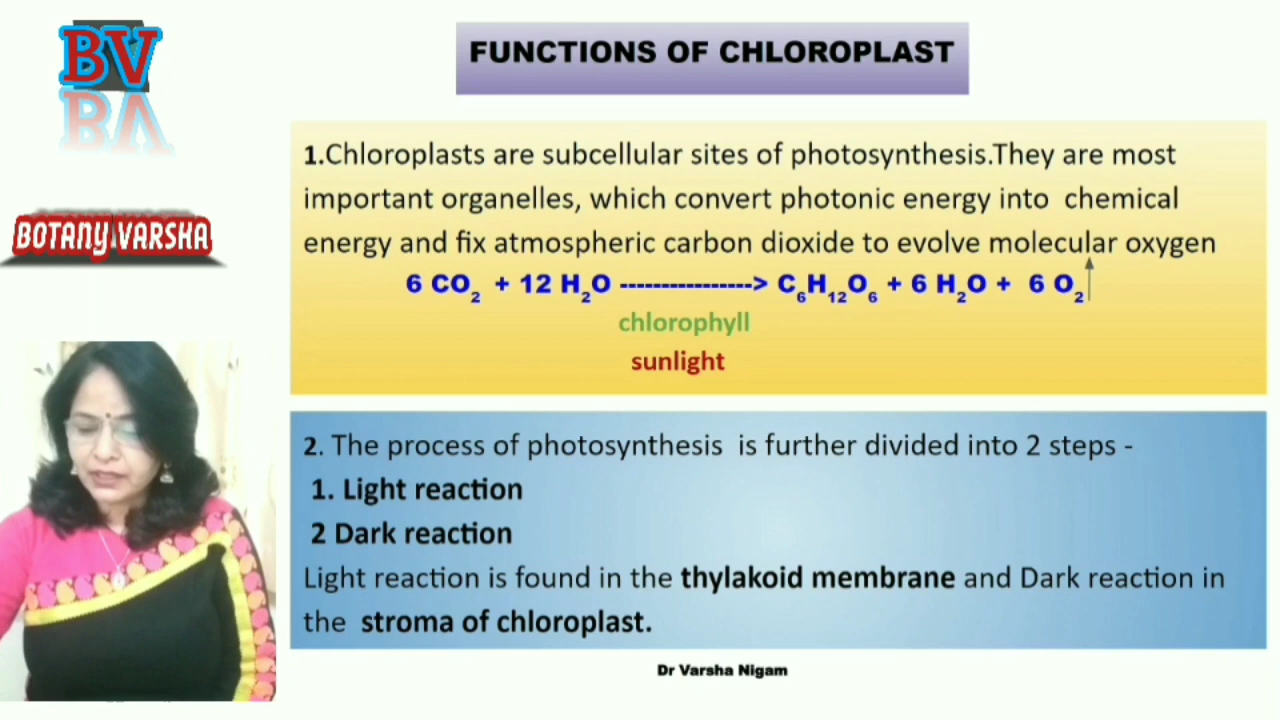 BV
BOTANY VARSHA
FUNCTIONS OF CHLOROPLAST
1.Chloroplasts are subcellular sites of photosynthesis.They are most
important organelles, which convert photonic energy into chemical
energy and fix atmospheric carbon dioxide to evolve molecular oxygen
6 CO₂ + 12 H₂O ----------------> C₆H₁₂O₆ + 6 H₂O + 6 O₂↑
chlorophyll
sunlight
2. The process of photosynthesis is further divided into 2 steps -
1. Light reaction
2 Dark reaction
Light reaction is found in the thylakoid membrane and Dark reaction in
the stroma of chloroplast.
Dr Varsha Nigam